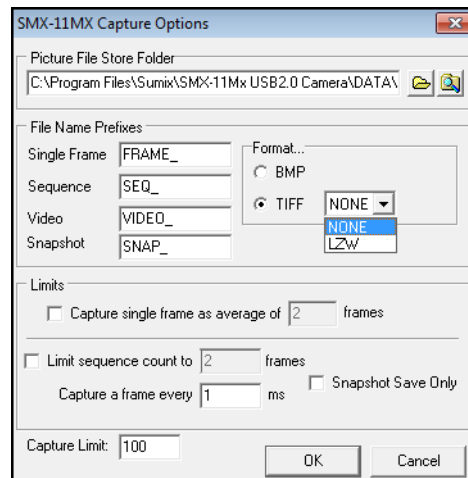 SMX-11MX Capture Options
Picture File Store Folder
C:\Program Files\Sumix\SMX-11Mx USB2.0 Camera\DATA\
File Name Prefixes
Single Frame FRAME_
Format...
BMP
Sequence SEQ_
TIFF NONE
Video VIDEO_
NONE
Snapshot SNAP_
LZW
Limits
Capture single frame as average of 2 frames
Limit sequence count to 2 frames
Snapshot Save Only
Capture a frame every 1 ms
Capture Limit: 100
OK Cancel